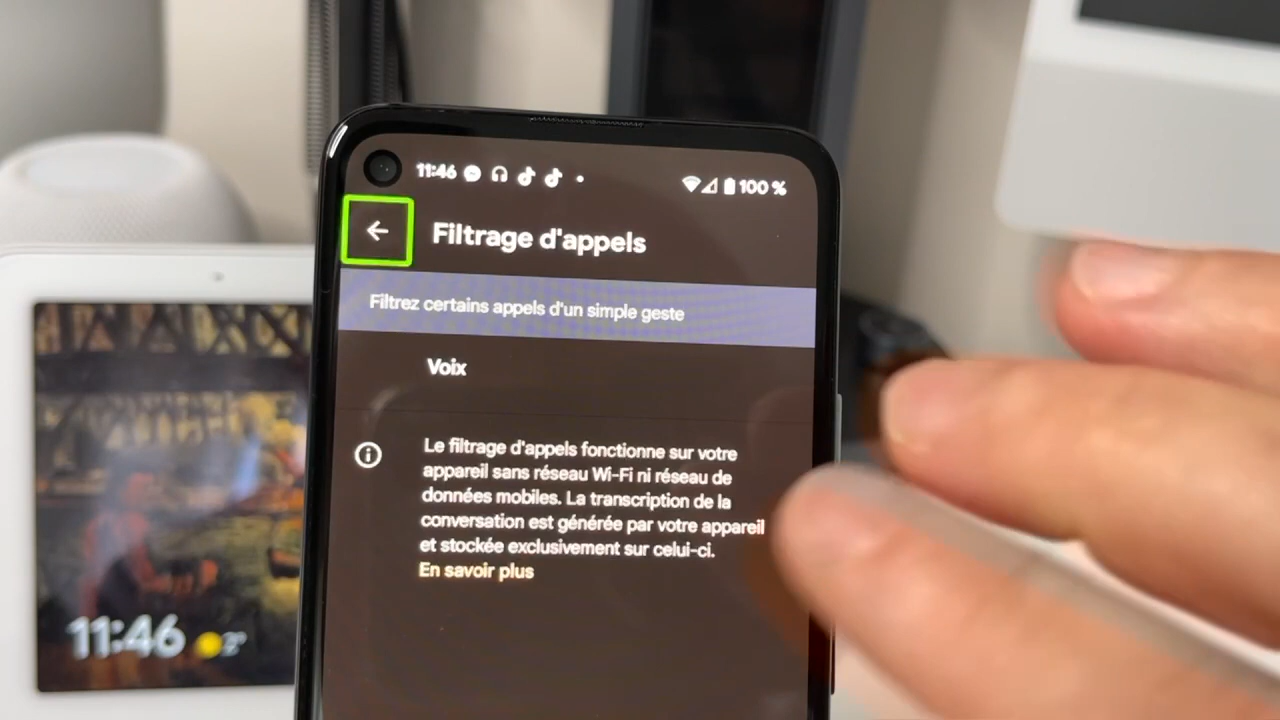 11:46
100 %
Filtrage d'appels
Filtrez certains appels d'un simple geste
Voix
Le filtrage d'appels fonctionne sur votre
appareil sans réseau Wi-Fi ni réseau de
données mobiles. La transcription de la
conversation est générée par votre appareil
et stockée exclusivement sur celui-ci.
En savoir plus
11:46
2°